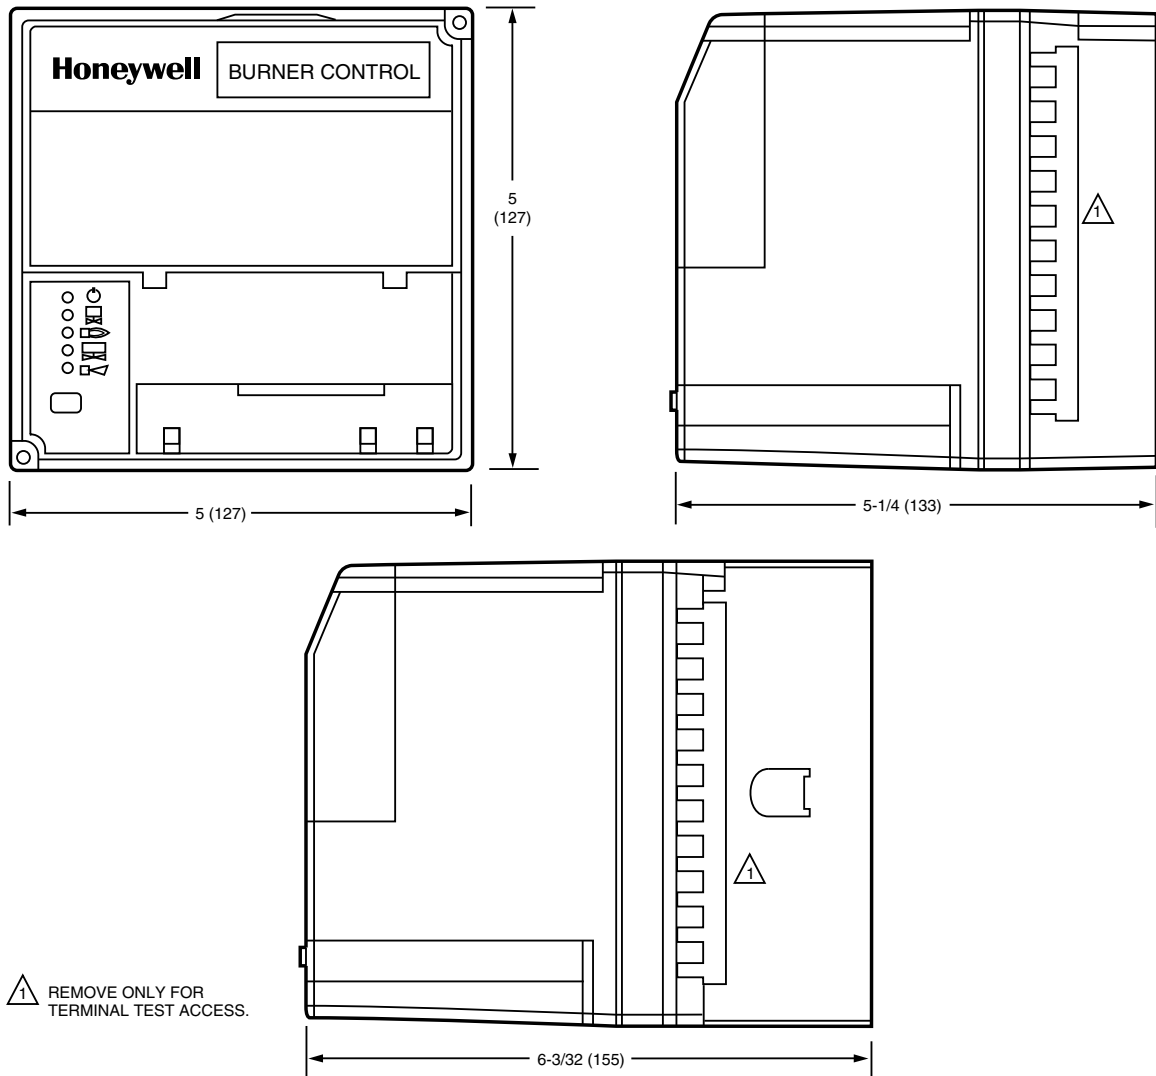 Honeywell
BURNER CONTROL
5
(127)
5 (127)
1
5-1/4 (133)
1
1
REMOVE ONLY FOR
TERMINAL TEST ACCESS.
6-3/32 (155)